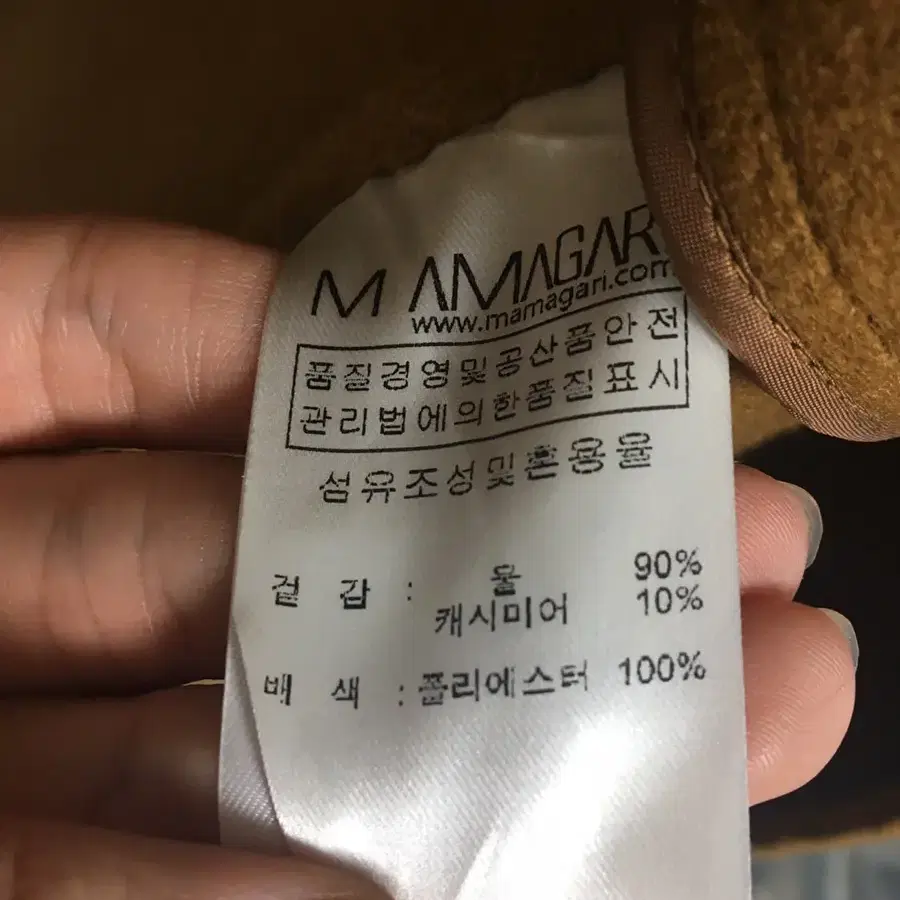 MAMAGARI
www.mamagari.com
품질경영및공산품안전
관리법에의한품질표시
섬유조성및혼용율
겉 감 : 울 90%
캐시미어 10%
배 색 : 폴리에스터 100%